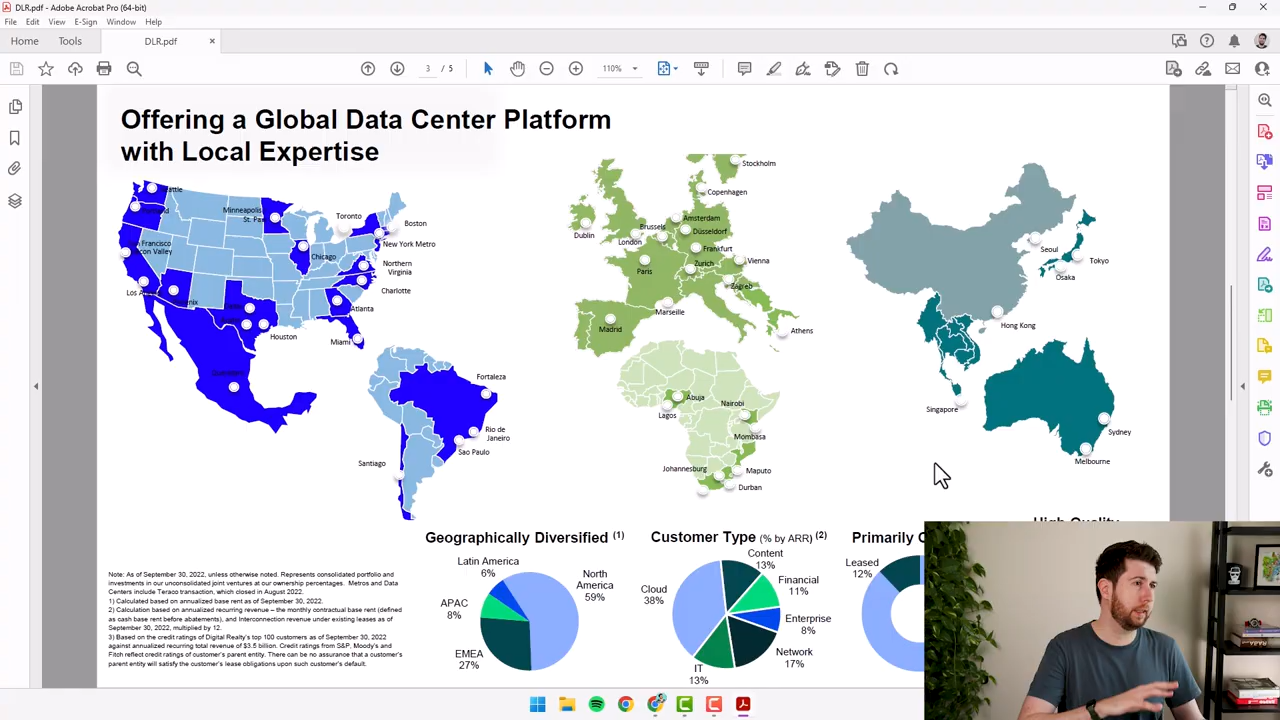 DLR.pdf - Adobe Acrobat Pro (64-bit)
File Edit View E-Sign Window Help
Home Tools DLR.pdf
3 / 5 110%
Offering a Global Data Center Platform
with Local Expertise
Minneapolis
St. Pa
Toronto
Boston
New York Metro
Chicago
Northern
Virginia
Charlotte
Atlanta
Houston
Miami
Fortaleza
Rio de
Janeiro
Sao Paulo
Santiago
Stockholm
Copenhagen
Dublin
Amsterdam
Brussels
Düsseldorf
London
Frankfurt
Paris
Zurich
Vienna
Zagreb
Marseille
Madrid
Athens
Abuja
Lagos
Nairobi
Mombasa
Johannesburg
Maputo
Durban
Seoul
Tokyo
Osaka
Hong Kong
Singapore
Sydney
Melbourne
Note: As of September 30, 2022, unless otherwise noted. Represents consolidated portfolio and
investments in our unconsolidated joint ventures at our ownership percentages. Metros and Data
Centers include Teraco transaction, which closed in August 2022.
1) Calculated based on annualized base rent as of September 30, 2022.
2) Calculation based on annualized recurring revenue – the monthly contractual base rent (defined
as cash base rent before abatements), and Interconnection revenue under existing leases as of
September 30, 2022, multiplied by 12.
3) Based on the credit ratings of Digital Realty's top 100 customers as of September 30, 2022
against annualized recurring total revenue of $3.5 billion. Credit ratings from S&P, Moody's and
Fitch reflect credit ratings of customer's parent entity. There can be no assurance that a customer's
parent entity will satisfy the customer's lease obligations upon such customer's default.
Geographically Diversified (1)
Latin America
6%
North
America
59%
APAC
8%
EMEA
27%
Customer Type (% by ARR) (2)
Content
13%
Financial
11%
Cloud
38%
Enterprise
8%
Network
17%
IT
13%
Primarily
Leased
12%